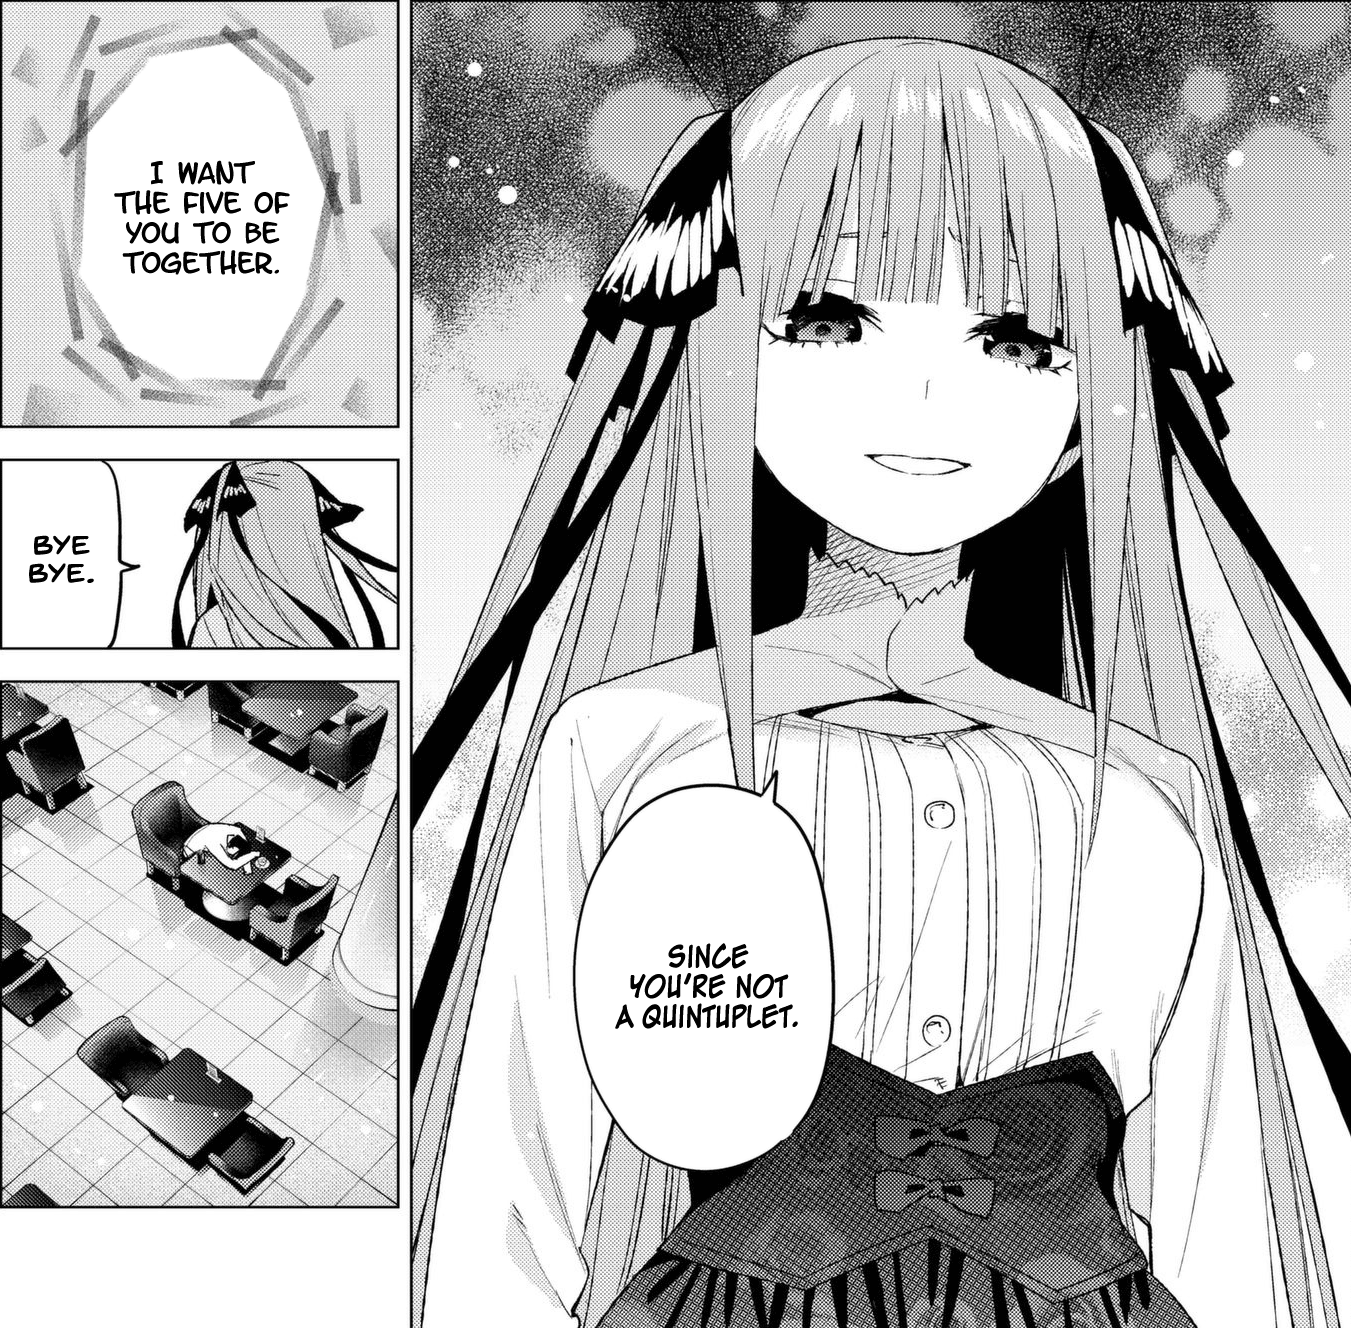 SINCE
YOU'RE NOT
A QUINTUPLET.
I WANT
THE FIVE OF
YOU TO BE
TOGETHER.
BYE
BYE.